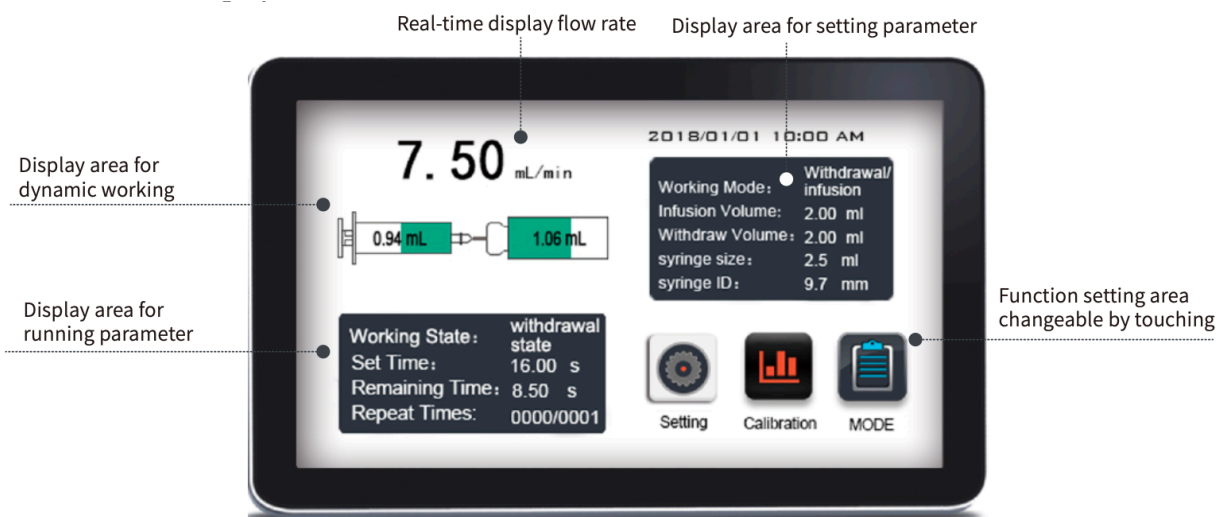 Real-time display flow rate
Display area for setting parameter
2018/01/01 10:00 AM
7.50 mL/min
Display area for
dynamic working
Working Mode: Withdrawal/
infusion
Infusion Volume: 2.00 ml
Withdraw Volume: 2.00 ml
syringe size: 2.5 ml
syringe ID: 9.7 mm
0.94 mL
1.06 mL
Display area for
running parameter
Working State: withdrawal
state
Set Time: 16.00 s
Remaining Time: 8.50 s
Repeat Times: 0000/0001
Function setting area
changeable by touching
Setting
Calibration
MODE